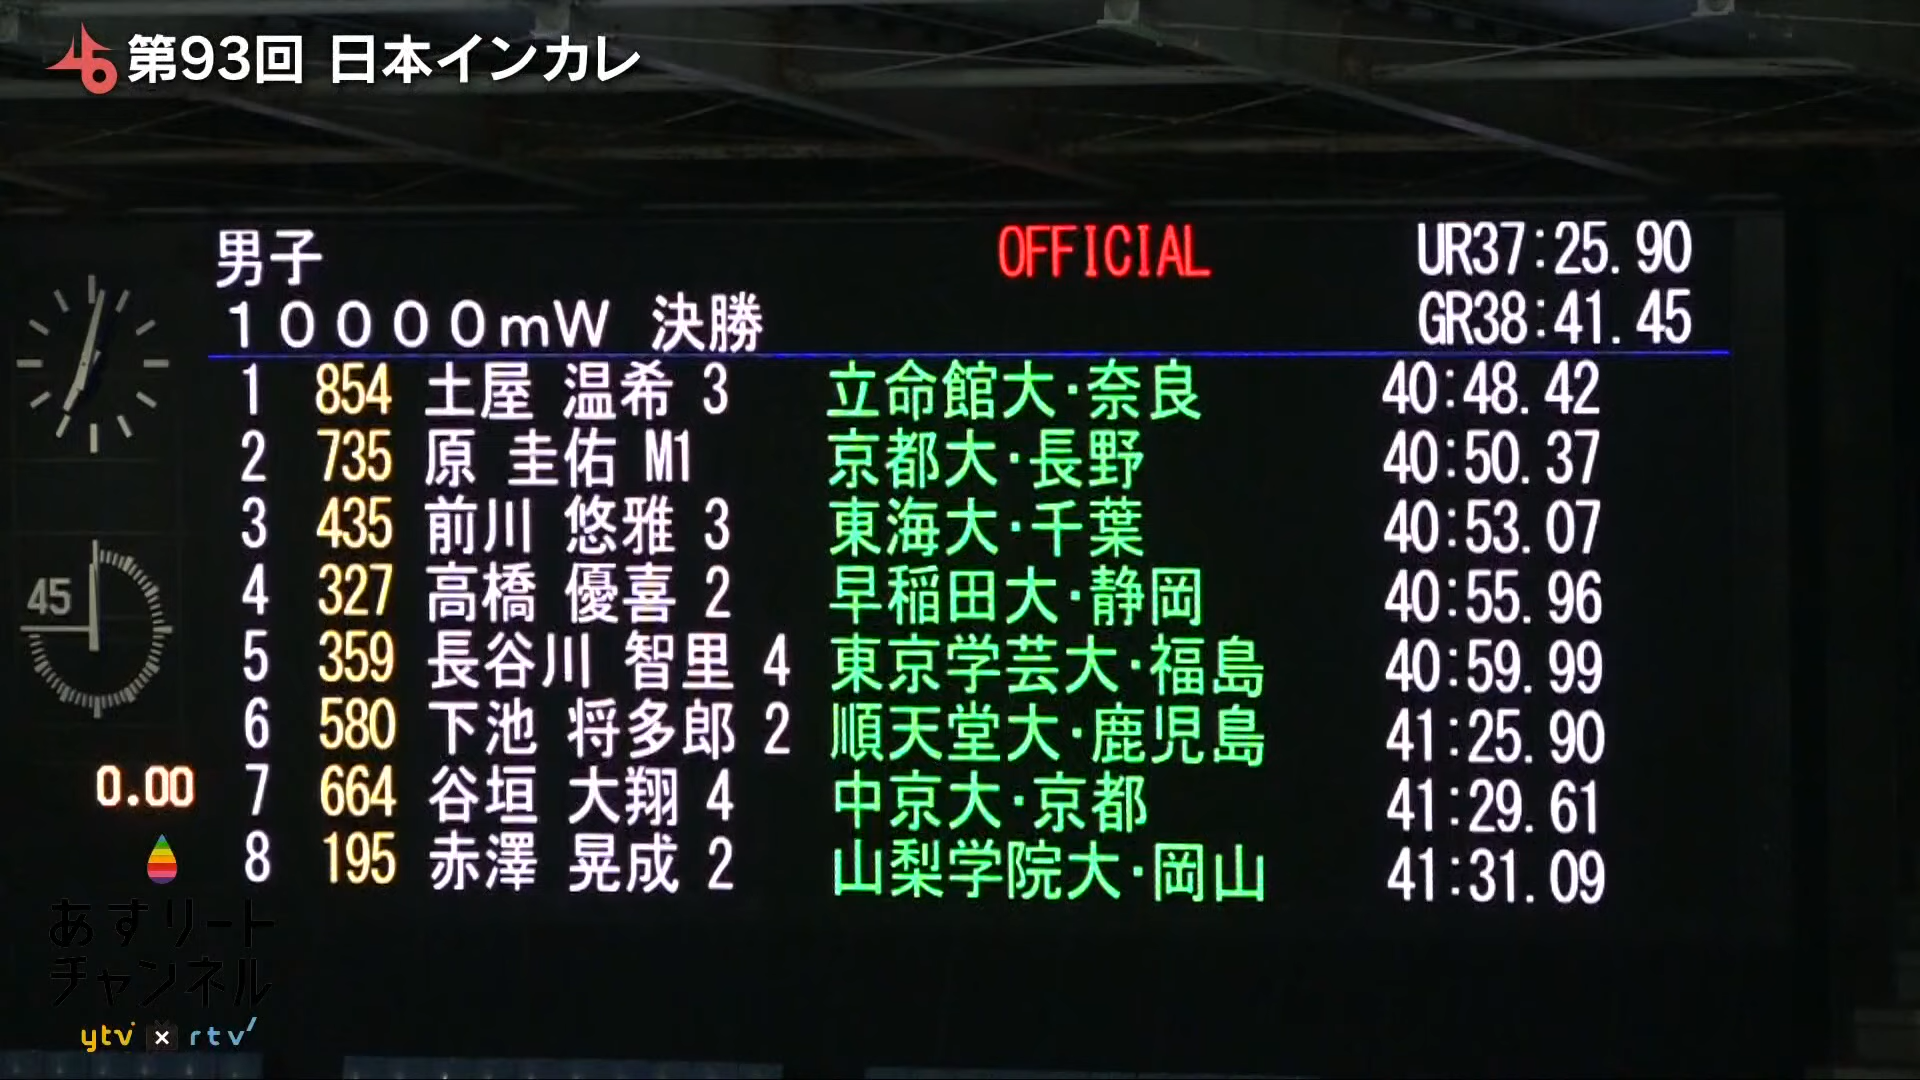 第93回 日本インカレ
男子 OFFICIAL UR37:25.90
10000mW 決勝 GR38:41.45
1 854 土屋 温希 3 立命館大・奈良 40:48.42
2 735 原 圭佑 M1 京都大・長野 40:50.37
3 435 前川 悠雅 3 東海大・千葉 40:53.07
4 327 高橋 優喜 2 早稲田大・静岡 40:55.96
5 359 長谷川 智里 4 東京学芸大・福島 40:59.99
6 580 下池 将多郎 2 順天堂大・鹿児島 41:25.90
7 664 谷垣 大翔 4 中京大・京都 41:29.61
8 195 赤澤 晃成 2 山梨学院大・岡山 41:31.09
45
0.00
あすリート
チャンネル
ytv × rtv